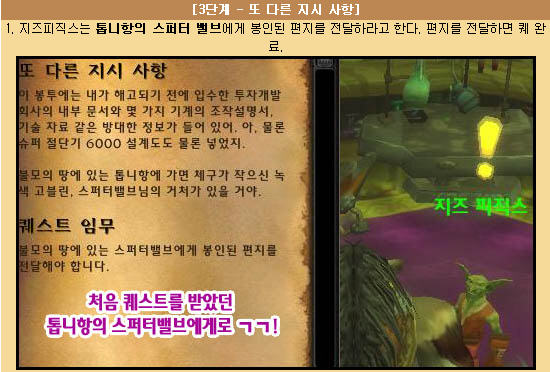 [3단계 - 또 다른 지시 사항]
1. 지즈피직스는 톱니항의 스퍼터 밸브에게 봉인된 편지를 전달하라고 한다. 편지를 전달하면 퀘 완
료.
또 다른 지시 사항
이 봉투에는 내가 해고되기 전에 입수한 투자개발
회사의 내부 문서와 몇 가지 기계의 조작설명서,
기술 자료 같은 방대한 정보가 들어 있어. 아, 물론
슈퍼 절단기 6000 설계도도 물론 넣었지.
불모의 땅에 있는 톱니항에 가면 체구가 작으신 녹
색 고블린, 스퍼터밸브님의 거처가 있을 거야.
퀘스트 임무
불모의 땅에 있는 스퍼터밸브에게 봉인된 편지를
전달해야 합니다.
처음 퀘스트를 받았던
톱니항의 스퍼터밸브에게로 ㄱㄱ!
지즈 피직스